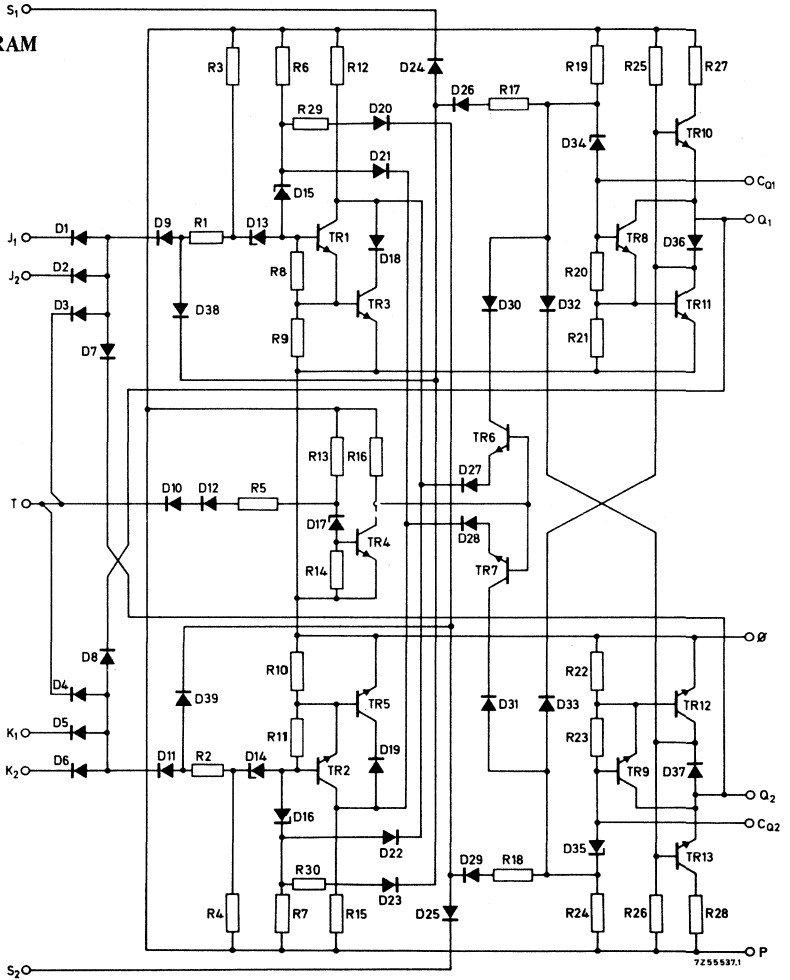 S1
RAM
R3 R6 R12 D24 R19 R25 R27
D26 R17
R29 D20
D34 TR10
D21
CQ1
D15
Q1
J1 D1 D9 R1 D13 TR1 TR8 D36
D18
J2 D2 R8 R20
D3 D38 TR3 D30 D32 TR11
R9 R21
D7
TR6
R13 R16
D27
T D10 D12 R5
D17 D28
TR4
R14 TR7
Ø
D8
R10 R22
D4 D39 TR5 D31 D33 TR12
K1 D5 R11 R23
D19
K2 D6 D11 R2 D14 TR2 TR9 D37
Q2
D16 CQ2
D22 D35 TR13
D29 R18
R30
D23
R4 R7 R15 D25 R24 R26 R28
P
7Z55537.1
S2